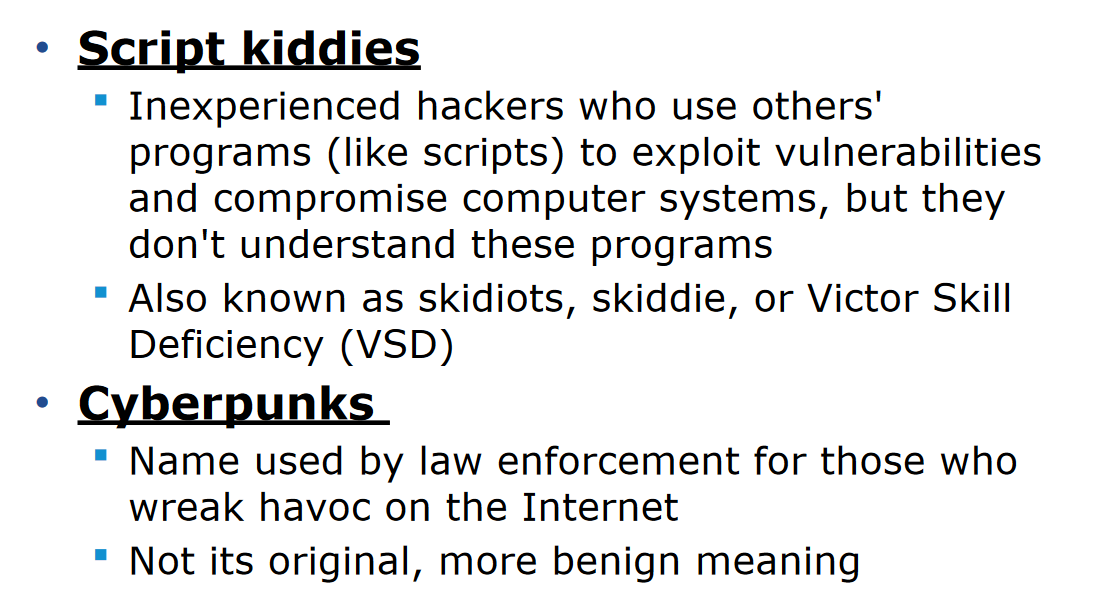 • Script kiddies
▪ Inexperienced hackers who use others'
programs (like scripts) to exploit vulnerabilities
and compromise computer systems, but they
don't understand these programs
▪ Also known as skidiots, skiddie, or Victor Skill
Deficiency (VSD)
• Cyberpunks
▪ Name used by law enforcement for those who
wreak havoc on the Internet
▪ Not its original, more benign meaning